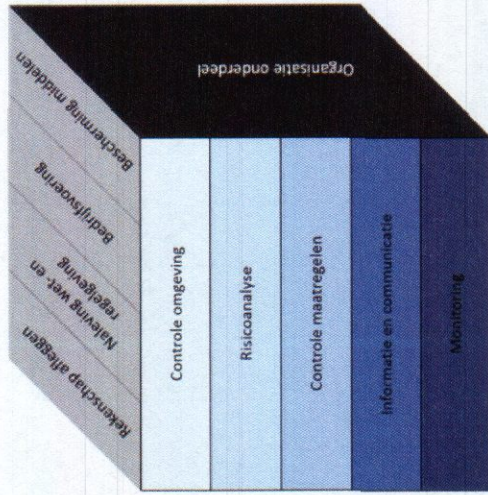 Rekenschap afleggen
Naleving wet- en
regelgeving
Bedrijfsvoering
Bescherming middelen
Controle omgeving
Risicoanalyse
Controle maatregelen
Informatie en communicatie
Monitoring
Organisatie onderdeel